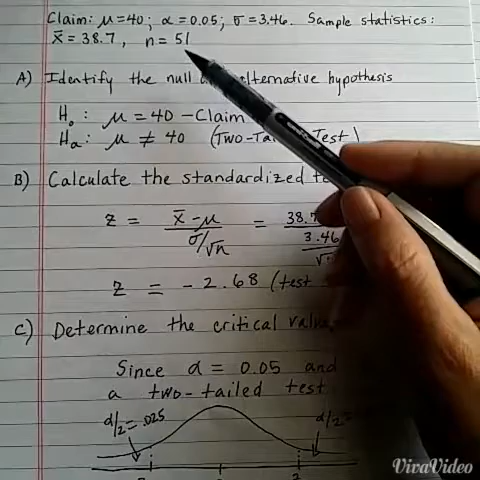 Claim: μ=40; α=0.05; σ=3.46. Sample statistics:
x̄ = 38.7, n = 51
A) Identify the null alternative hypothesis
H₀: μ = 40 - Claim
Ha: μ ≠ 40 (Two-Tailed Test)
B) Calculate the standardized
z = x̄-μ / σ/√n = 38.7 / 3.46/√
z = -2.68 (test
C) Determine the critical value
Since α = 0.05 and
a two-tailed test
α/2=.025 α/2=
VivaVideo